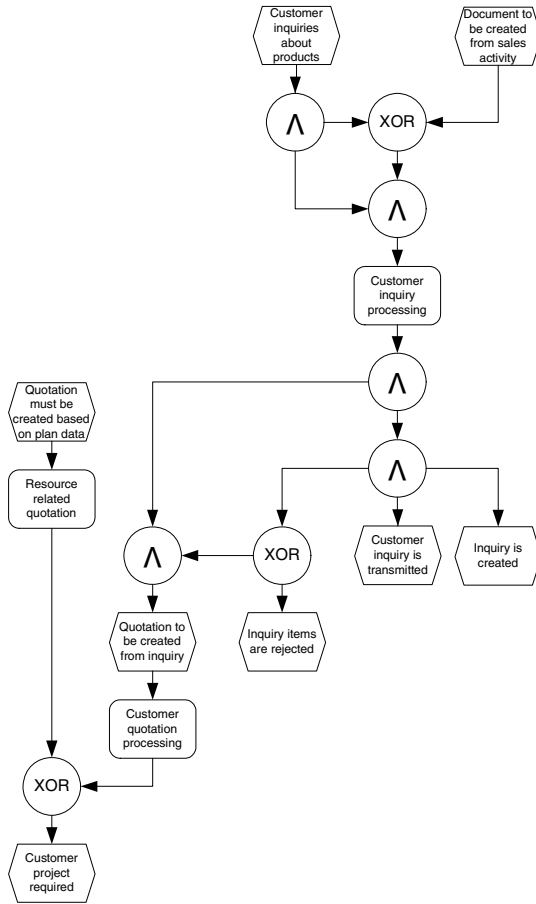 Customer
inquiries
about
products
Document to
be created
from sales
activity
Λ
XOR
Λ
Customer
inquiry
processing
Λ
Quotation
must be
created based
on plan data
Λ
Resource
related
quotation
Λ
XOR
Customer
inquiry is
transmitted
Inquiry is
created
Quotation to
be created
from inquiry
Inquiry items
are rejected
Customer
quotation
processing
XOR
Customer
project
required